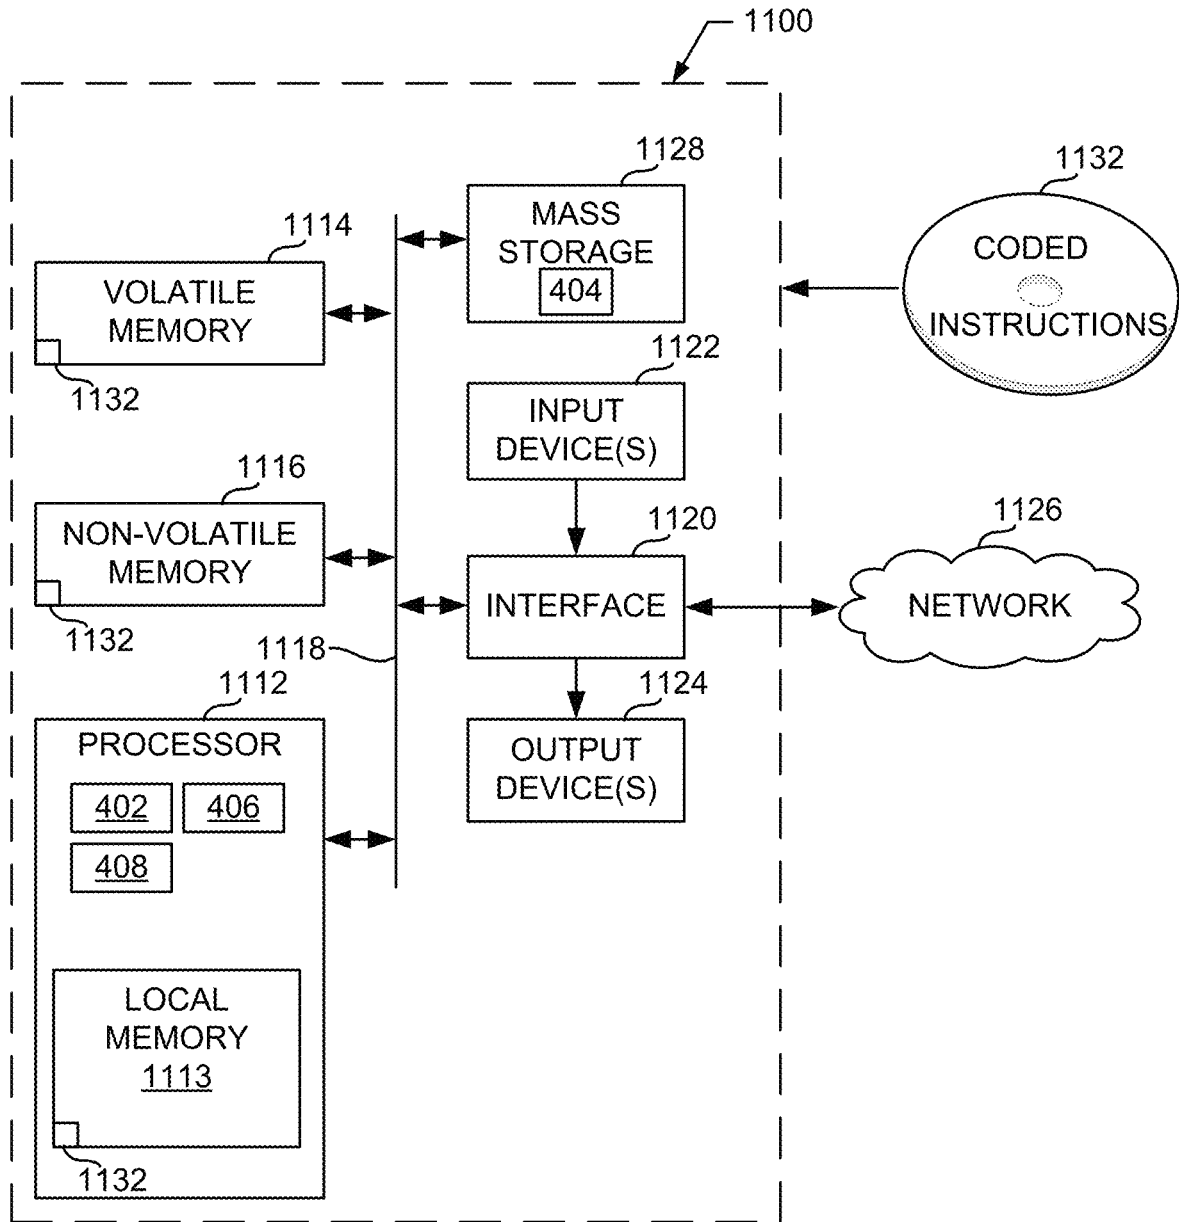 1100
1128
MASS
STORAGE
404
1132
CODED
INSTRUCTIONS
1114
VOLATILE
MEMORY
1132
1122
INPUT
DEVICE(S)
1116
NON-VOLATILE
MEMORY
1132
1120
INTERFACE
1126
NETWORK
1118
1112
PROCESSOR
402
406
408
1124
OUTPUT
DEVICE(S)
LOCAL
MEMORY
1113
1132